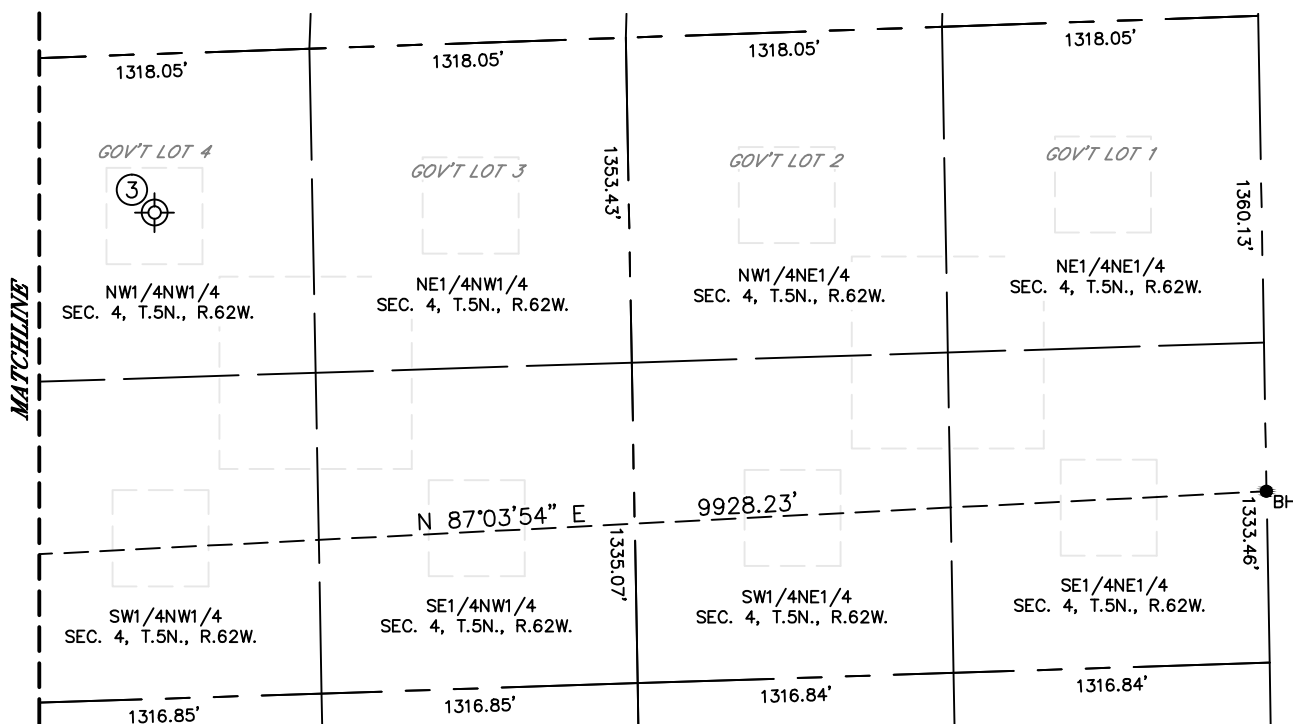 1318.05'
1318.05'
1318.05'
1318.05'
GOV'T LOT 4
GOV'T LOT 3
GOV'T LOT 2
GOV'T LOT 1
3
1353.43'
1360.13'
NW1/4NW1/4
SEC. 4, T.5N., R.62W.
NE1/4NW1/4
SEC. 4, T.5N., R.62W.
NW1/4NE1/4
SEC. 4, T.5N., R.62W.
NE1/4NE1/4
SEC. 4, T.5N., R.62W.
MATCHLINE
N 87°03'54" E
9928.23'
BH
1335.07'
1333.46'
SW1/4NW1/4
SEC. 4, T.5N., R.62W.
SE1/4NW1/4
SEC. 4, T.5N., R.62W.
SW1/4NE1/4
SEC. 4, T.5N., R.62W.
SE1/4NE1/4
SEC. 4, T.5N., R.62W.
1316.85'
1316.85'
1316.84'
1316.84'